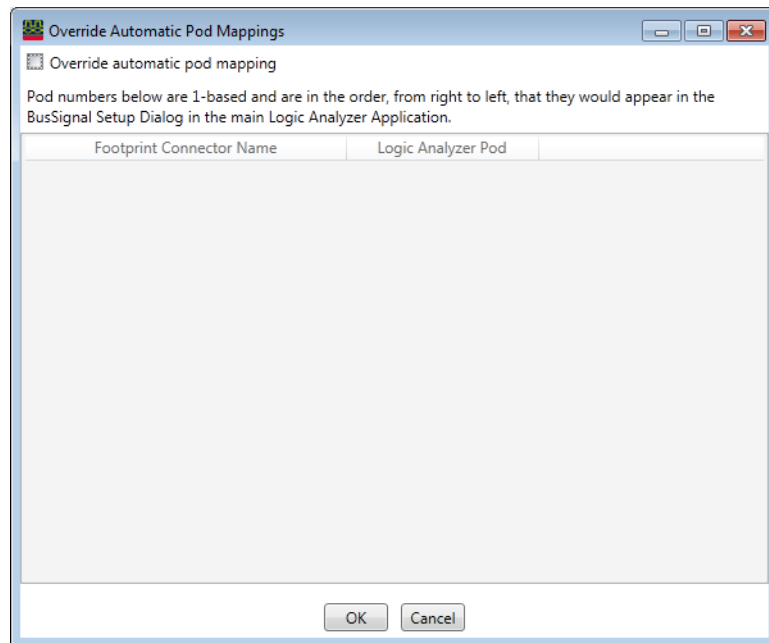 Override Automatic Pod Mappings
Override automatic pod mapping
Pod numbers below are 1-based and are in the order, from right to left, that they would appear in the
BusSignal Setup Dialog in the main Logic Analyzer Application.
Footprint Connector Name Logic Analyzer Pod
OK Cancel